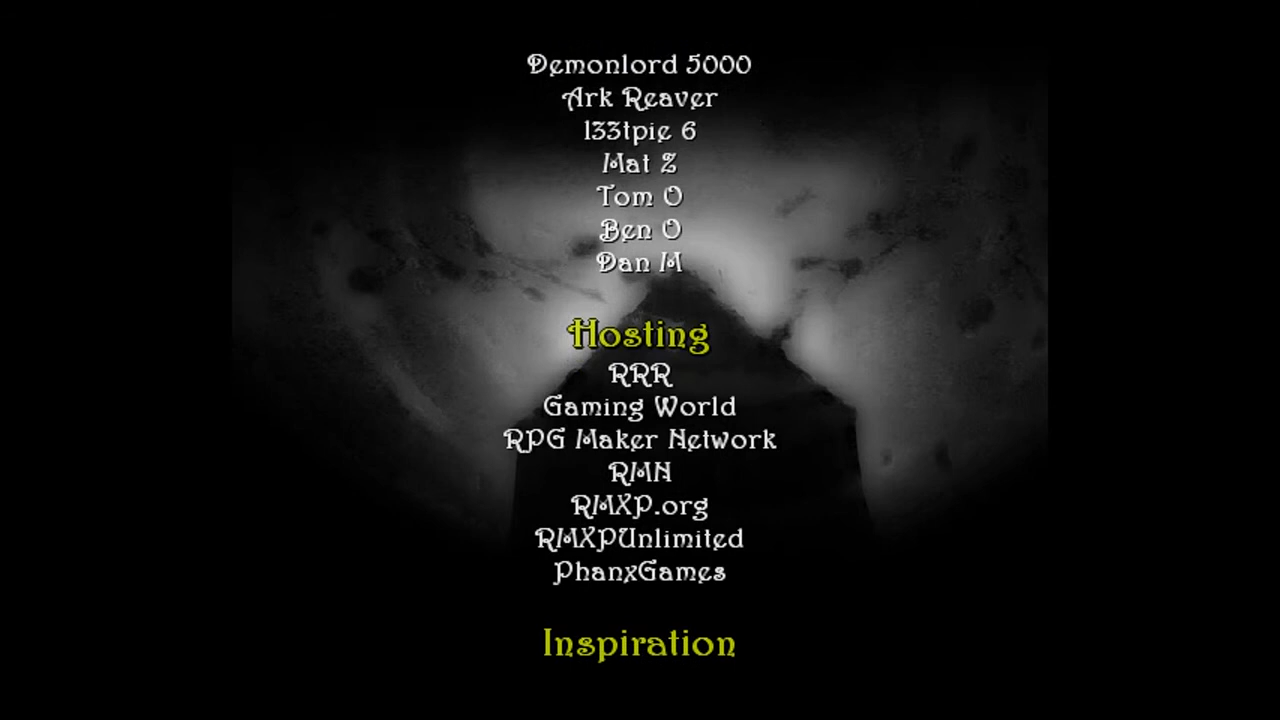 Demonlord 5000
Ark Reaver
l33tpie 6
Mat Z
Tom O
Ben O
Dan M
Hosting
RRR
Gaming World
RPG Maker Network
RMN
RMXP.org
RMXPUnlimited
PhanxGames
Inspiration